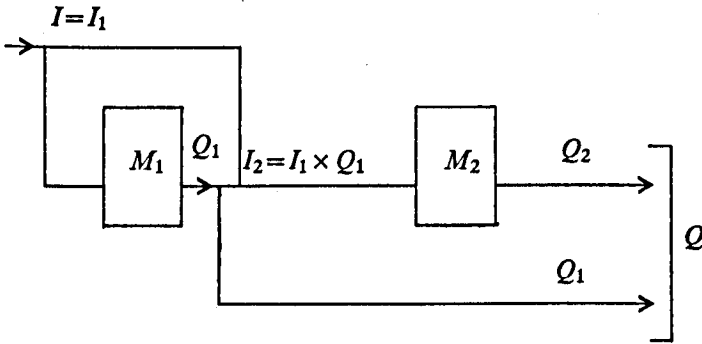 I = I₁
M₁
Q₁
I₂ = I₁ × Q₁
M₂
Q₂
Q
Q₁